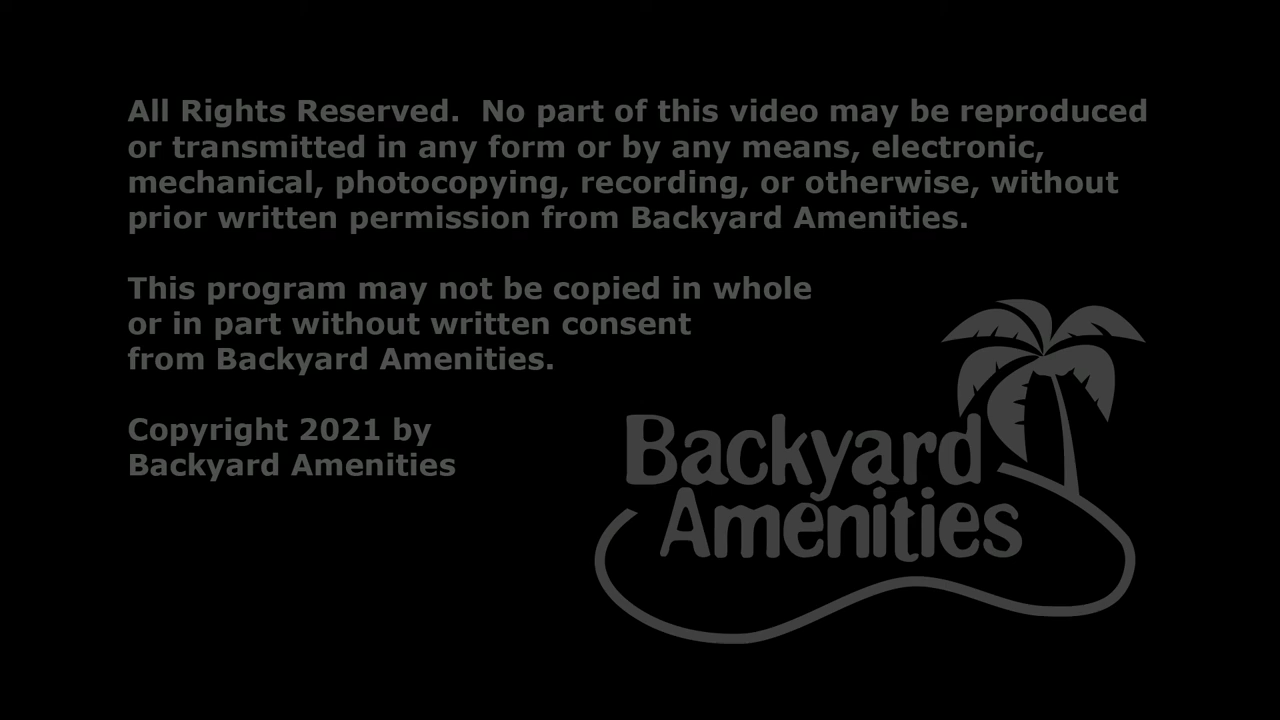 All Rights Reserved.  No part of this video may be reproduced
or transmitted in any form or by any means, electronic,
mechanical, photocopying, recording, or otherwise, without
prior written permission from Backyard Amenities.
This program may not be copied in whole
or in part without written consent
from Backyard Amenities.
Copyright 2021 by
Backyard Amenities
Backyard
Amenities